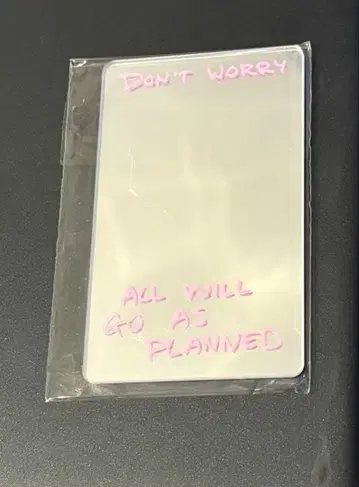 DON'T WORRY
ALL WILL
GO AS
PLANNED